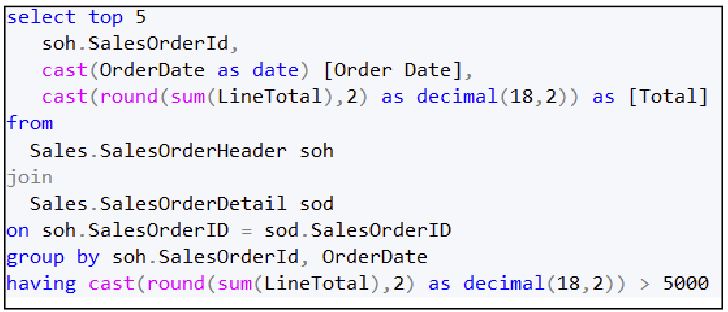 select top 5
soh.SalesOrderId,
cast(OrderDate as date) [Order Date],
cast(round(sum(LineTotal),2) as decimal(18,2)) as [Total]
from
Sales.SalesOrderHeader soh
join
Sales.SalesOrderDetail sod
on soh.SalesOrderID = sod.SalesOrderID
group by soh.SalesOrderId, OrderDate
having cast(round(sum(LineTotal),2) as decimal(18,2)) > 5000